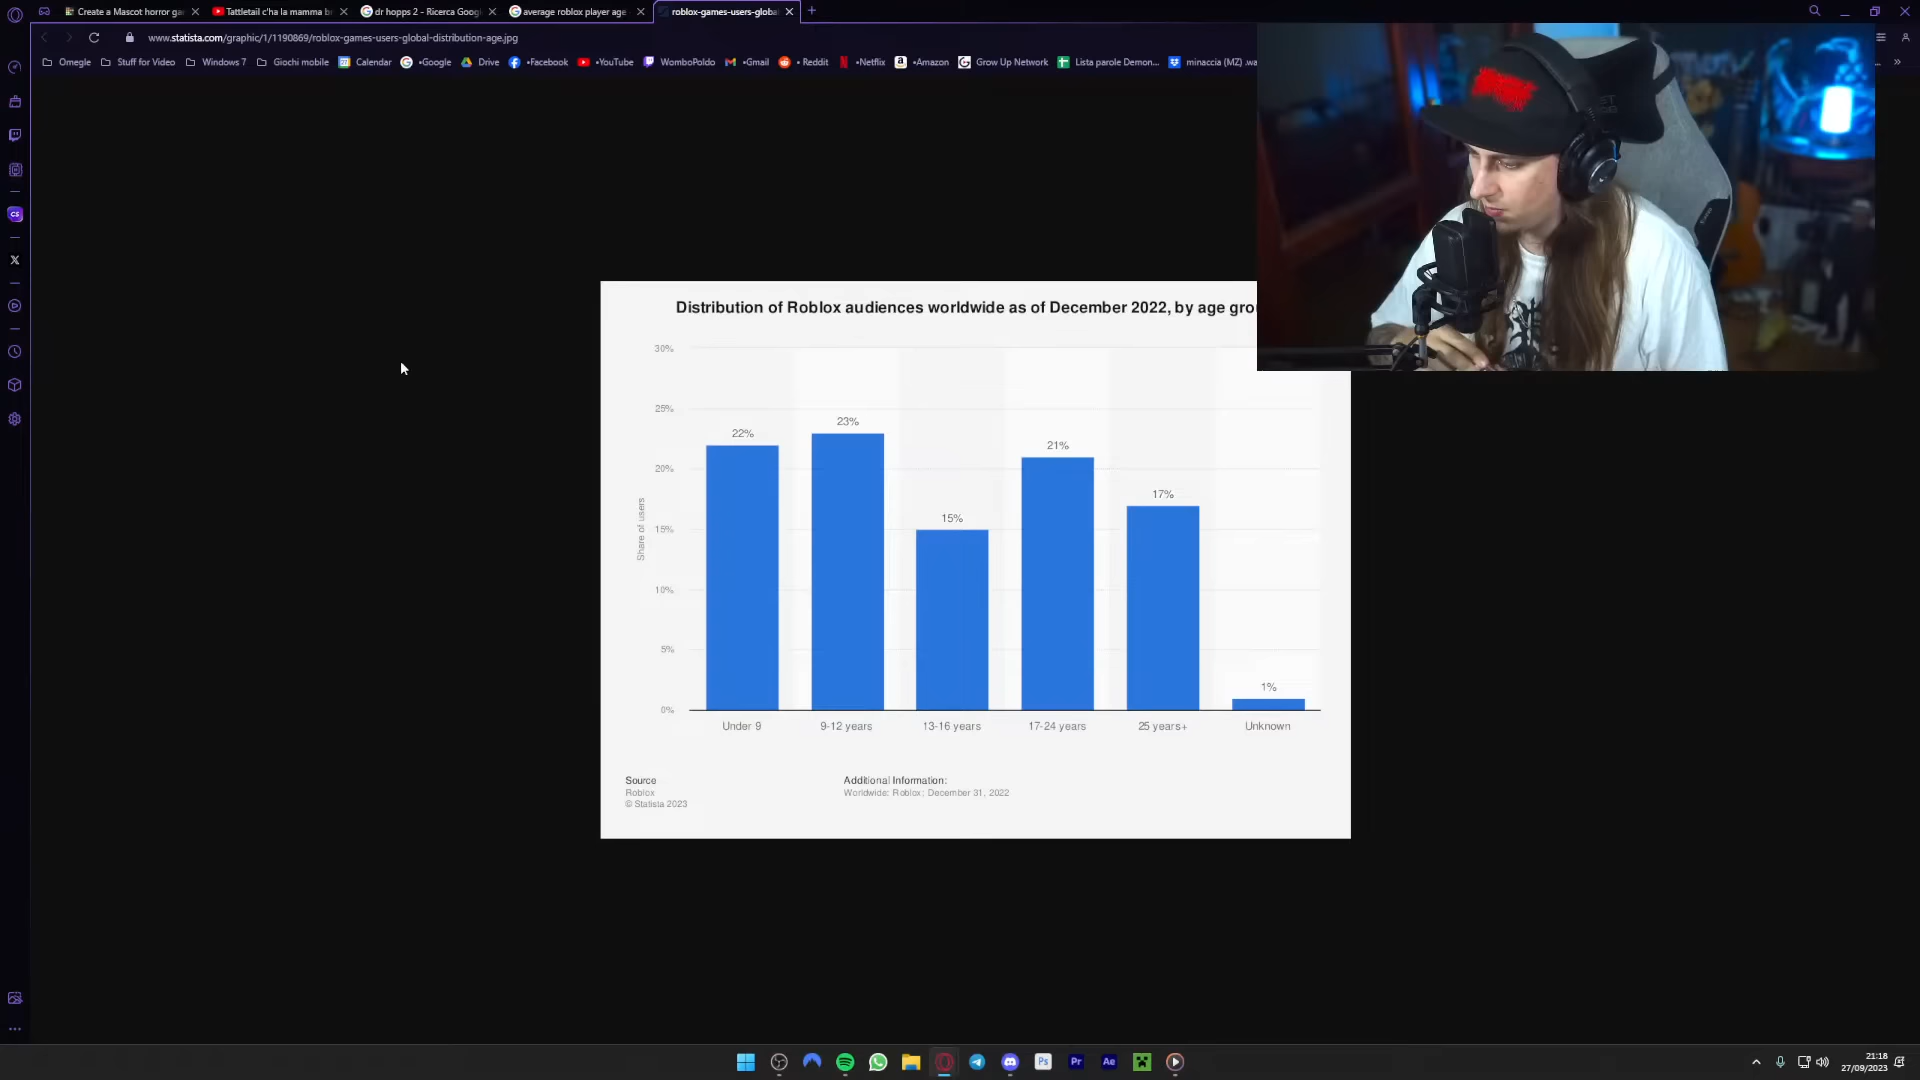 Create a Mascot horror ga
Tattletail c'ha la mamma b
dr hopps 2 - Ricerca Goog
average roblox player age
roblox-games-users-global
www.statista.com/graphic/1/1190869/roblox-games-users-global-distribution-age.jpg
Omegle
Stuff for Video
Windows 7
Giochi mobile
Calendar
•Google
Drive
•Facebook
•YouTube
WomboPoldo
•Gmail
• Reddit
•Netflix
•Amazon
Grow Up Network
Lista parole Demon...
minaccia (MZ) .wa
Distribution of Roblox audiences worldwide as of December 2022, by age gro
30%
25%
20%
15%
10%
5%
0%
Share of users
22%
23%
15%
21%
17%
1%
Under 9
9-12 years
13-16 years
17-24 years
25 years+
Unknown
Source
Roblox
© Statista 2023
Additional Information:
Worldwide: Roblox; December 31, 2022
Ps
Pr
Ae
21:18
27/09/2023